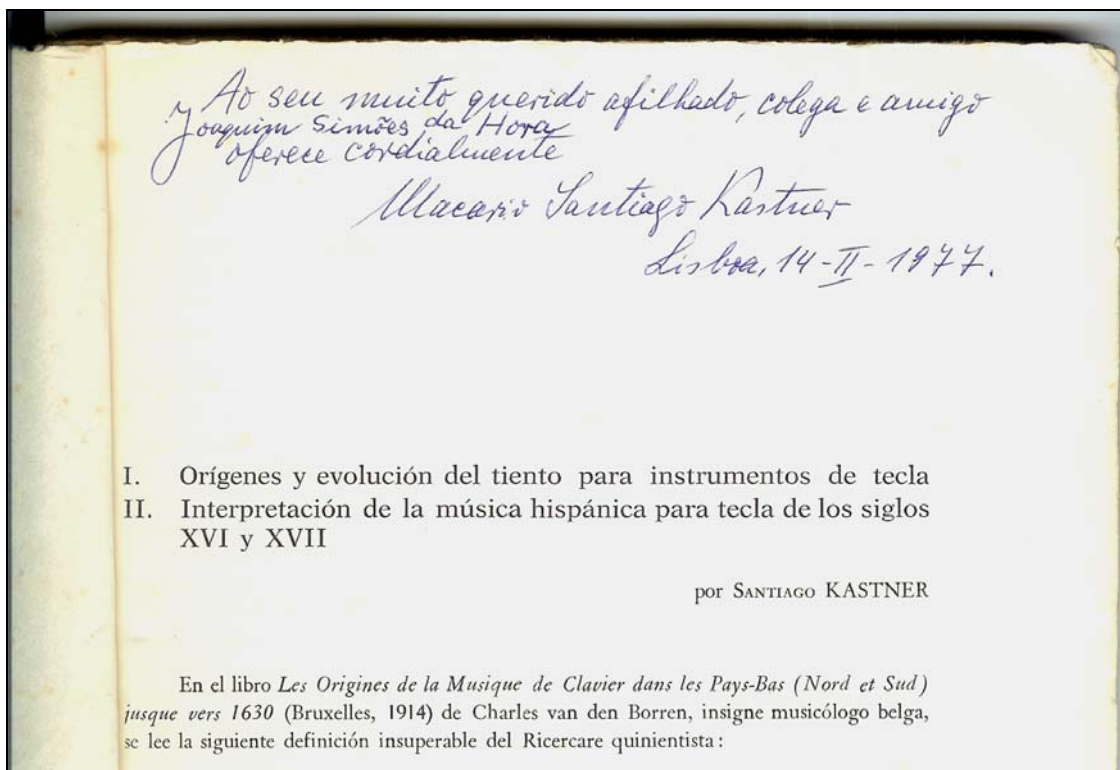 Ao seu muito querido afilhado, colega e amigo
Joaquim Simões da Hora
oferece cordialmente
Macario Santiago Kastner
Lisboa, 14-II-1977.
I. Orígenes y evolución del tiento para instrumentos de tecla
II. Interpretación de la música hispánica para tecla de los siglos
XVI y XVII
por Santiago KASTNER
En el libro Les Origines de la Musique de Clavier dans les Pays-Bas (Nord et Sud)
jusque vers 1630 (Bruxelles, 1914) de Charles van den Borren, insigne musicólogo belga,
se lee la siguiente definición insuperable del Ricercare quinientista: